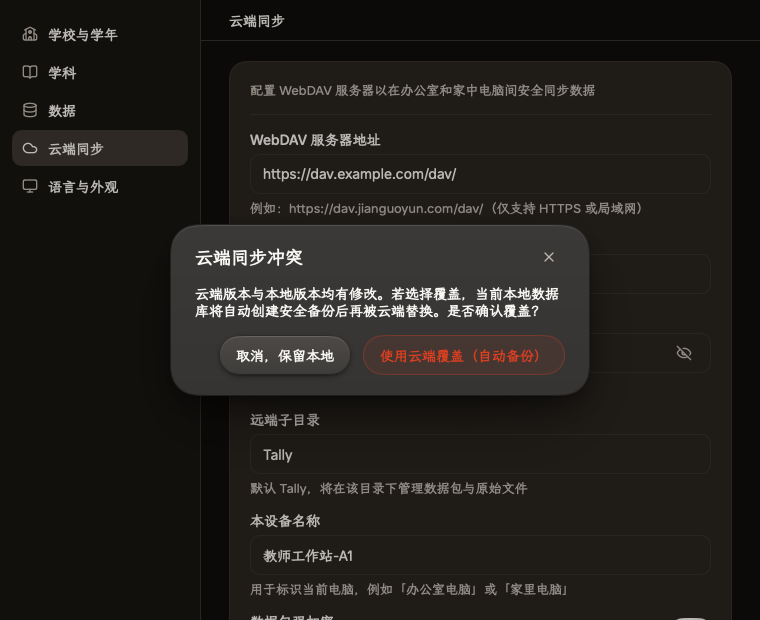 云端同步
学校与学年
学科
数据
云端同步
语言与外观
配置 WebDAV 服务器以在办公室和家中电脑间安全同步数据
WebDAV 服务器地址
https://dav.example.com/dav/
例如：https://dav.jianguoyun.com/dav/（仅支持 HTTPS 或局域网）
云端同步冲突
云端版本与本地版本均有修改。若选择覆盖，当前本地数据
库将自动创建安全备份后再被云端替换。是否确认覆盖？
取消，保留本地
使用云端覆盖（自动备份）
远端子目录
Tally
默认 Tally，将在该目录下管理数据包与原始文件
本设备名称
教师工作站-A1
用于标识当前电脑，例如「办公室电脑」或「家里电脑」